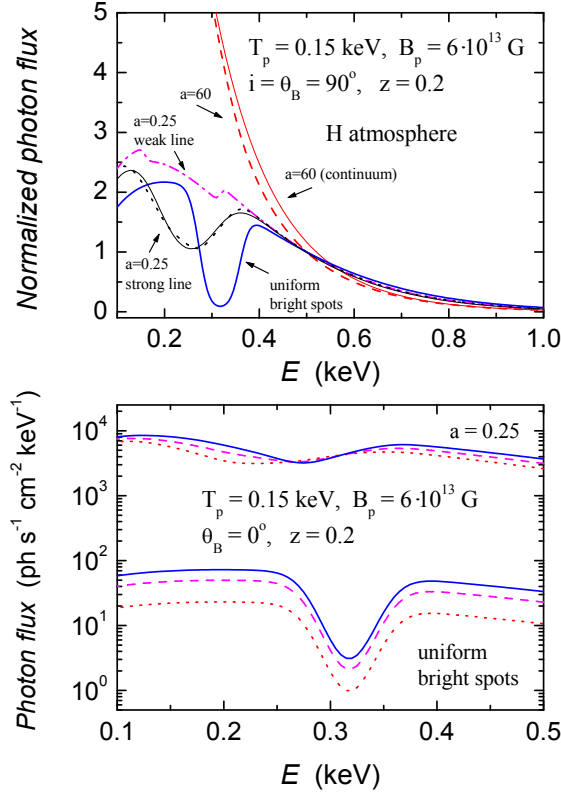 5
4
3
2
1
0
Normalized photon flux
T_p = 0.15 keV, B_p = 6·10^13 G
i = θ_B = 90°, z = 0.2
H atmosphere
a=60
a=0.25
weak line
a=60 (continuum)
a=0.25
strong line
uniform
bright spots
0.2 0.4 0.6 0.8 1.0
E (keV)
10^4
10^3
10^2
10^1
10^0
Photon flux (ph s^-1 cm^-2 keV^-1)
a = 0.25
T_p = 0.15 keV, B_p = 6·10^13 G
θ_B = 0°, z = 0.2
uniform
bright spots
0.1 0.2 0.3 0.4 0.5
E (keV)